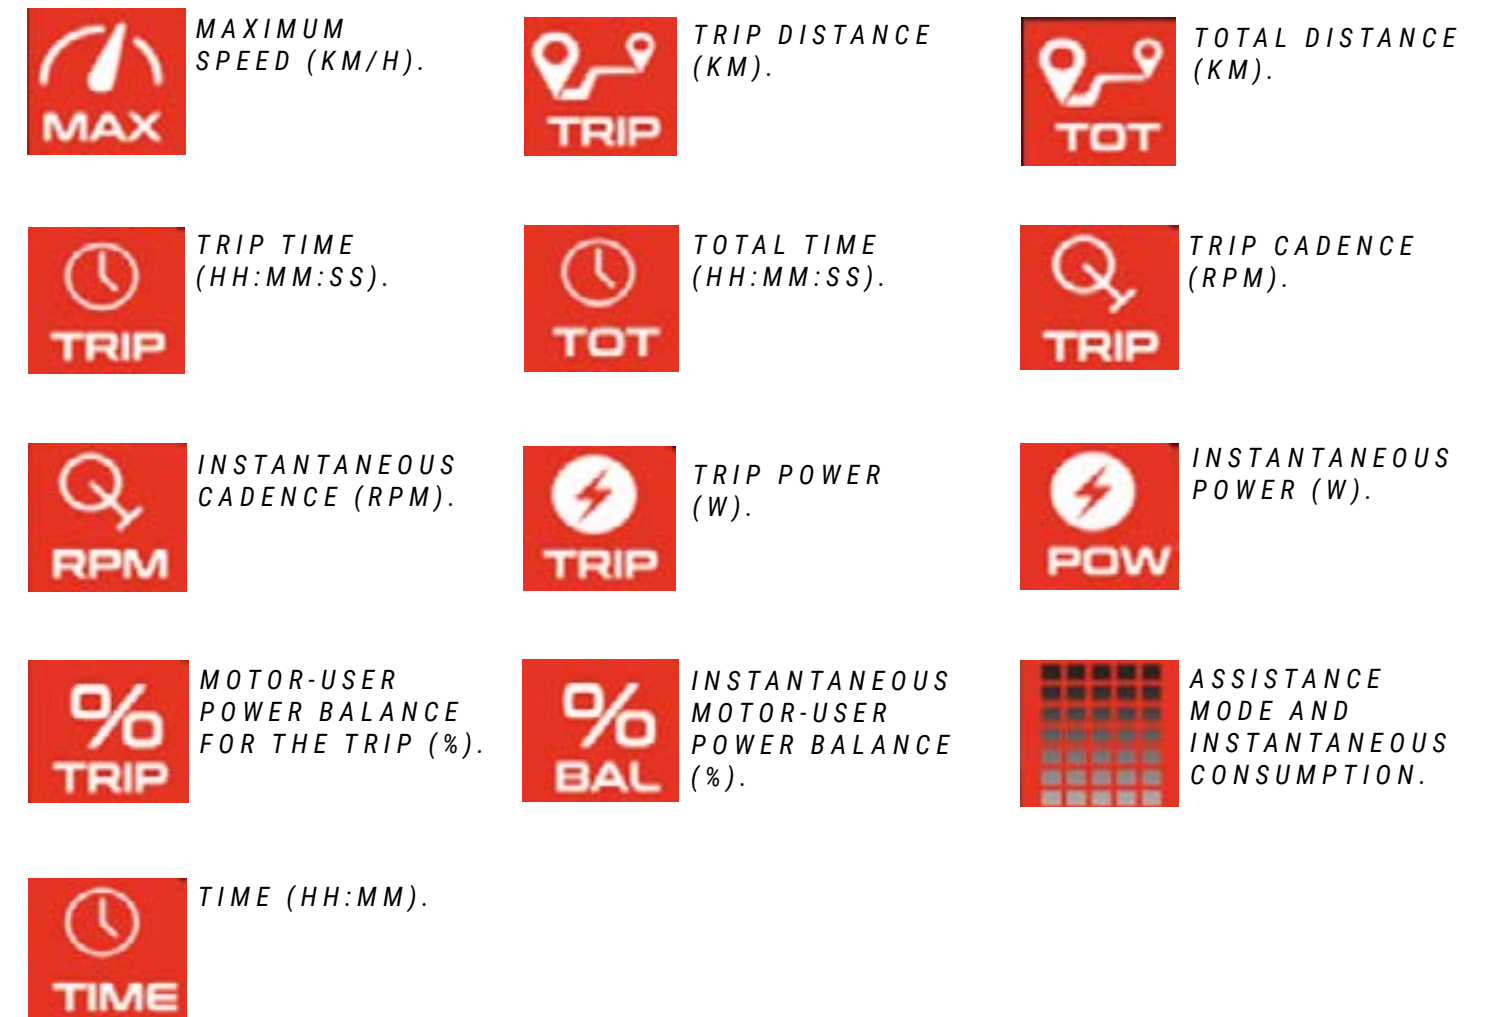 MAXIMUM
SPEED (KM/H).
MAX
TRIP DISTANCE
(KM).
TRIP
TOTAL DISTANCE
(KM).
TOT
TRIP TIME
(HH:MM:SS).
TRIP
TOTAL TIME
(HH:MM:SS).
TOT
TRIP CADENCE
(RPM).
TRIP
INSTANTANEOUS
CADENCE (RPM).
RPM
TRIP POWER
(W).
TRIP
INSTANTANEOUS
POWER (W).
POW
MOTOR-USER
POWER BALANCE
FOR THE TRIP (%).
%
TRIP
INSTANTANEOUS
MOTOR-USER
POWER BALANCE
(%).
%
BAL
ASSISTANCE
MODE AND
INSTANTANEOUS
CONSUMPTION.
TIME (HH:MM).
TIME